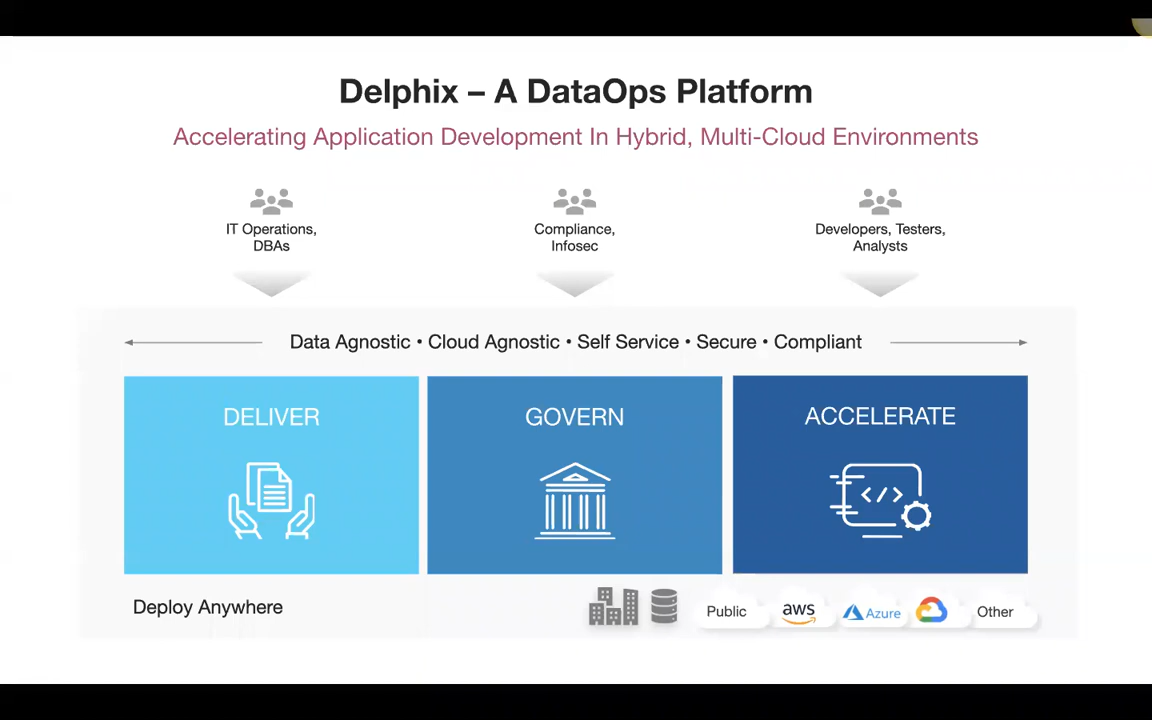 Delphix – A DataOps Platform
Accelerating Application Development In Hybrid, Multi-Cloud Environments
IT Operations,
DBAs
Compliance,
Infosec
Developers, Testers,
Analysts
Data Agnostic • Cloud Agnostic • Self Service • Secure • Compliant
DELIVER
GOVERN
ACCELERATE
</>
Deploy Anywhere
Public
aws
Azure
Other